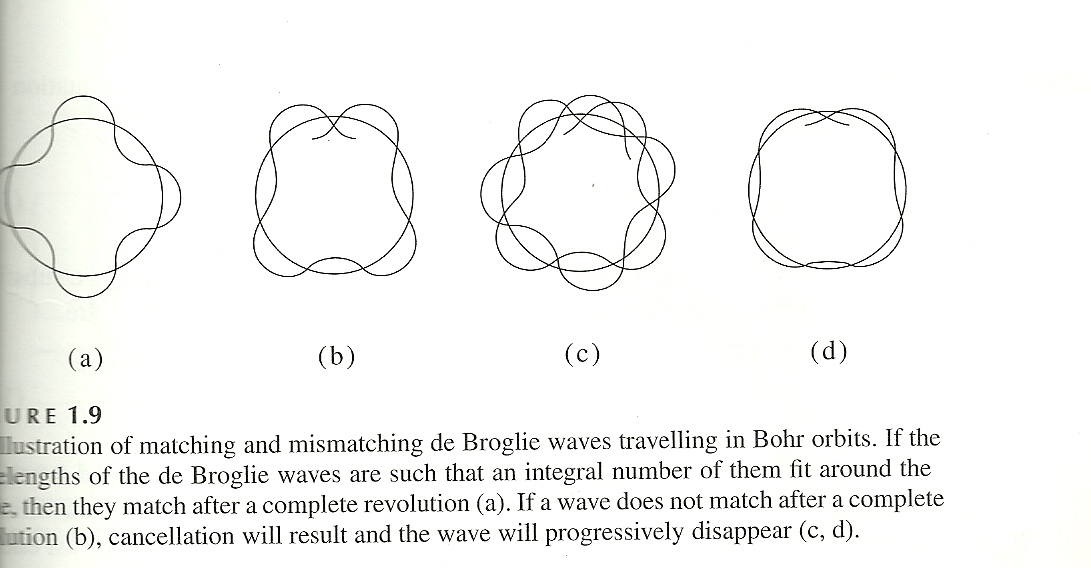 (a) (b) (c) (d)
URE 1.9
lustration of matching and mismatching de Broglie waves travelling in Bohr orbits. If the
elengths of the de Broglie waves are such that an integral number of them fit around the
e, then they match after a complete revolution (a). If a wave does not match after a complete
lution (b), cancellation will result and the wave will progressively disappear (c, d).